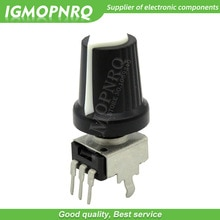 IGMOPNRQ
Supplier of electronic components
Good quality, Best service